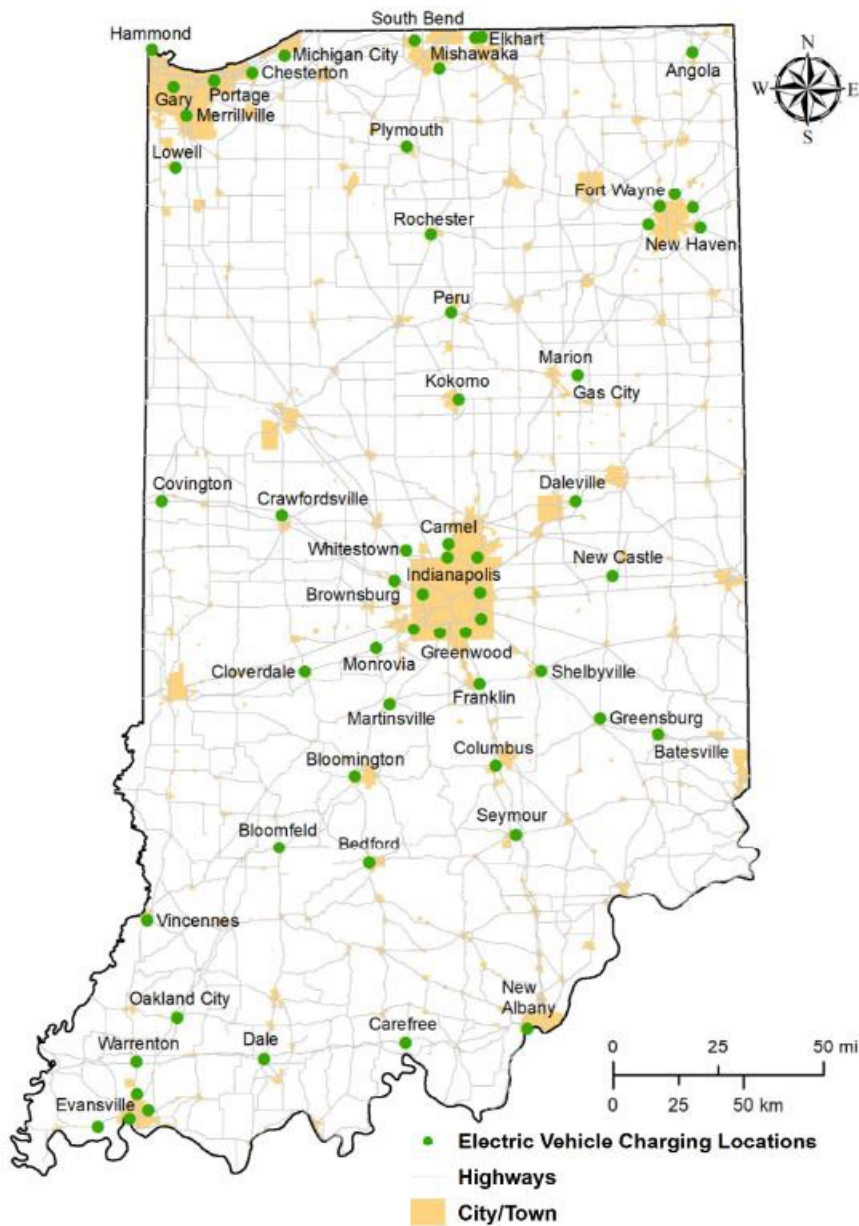 South Bend
Hammond
Elkhart
Michigan City
Mishawaka
Chesterton
Angola
N
W
E
S
Gary
Portage
Merrillville
Plymouth
Lowell
Fort Wayne
Rochester
New Haven
Peru
Marion
Kokomo
Gas City
Covington
Crawfordsville
Daleville
Carmel
Whitestown
New Castle
Indianapolis
Brownsburg
Greenwood
Monrovia
Cloverdale
Shelbyville
Franklin
Martinsville
Greensburg
Columbus
Batesville
Bloomington
Seymour
Bloomfeld
Bedford
Vincennes
New
Albany
Oakland City
Carefree
Warrenton
Dale
0 25 50 mi
0 25 50 km
Evansville
Electric Vehicle Charging Locations
Highways
City/Town